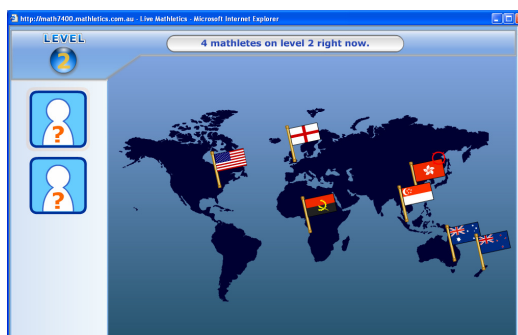 http://math7400.mathletics.com.au - Live Mathletics - Microsoft Internet Explorer
LEVEL
2
4 mathletes on level 2 right now.
?
?